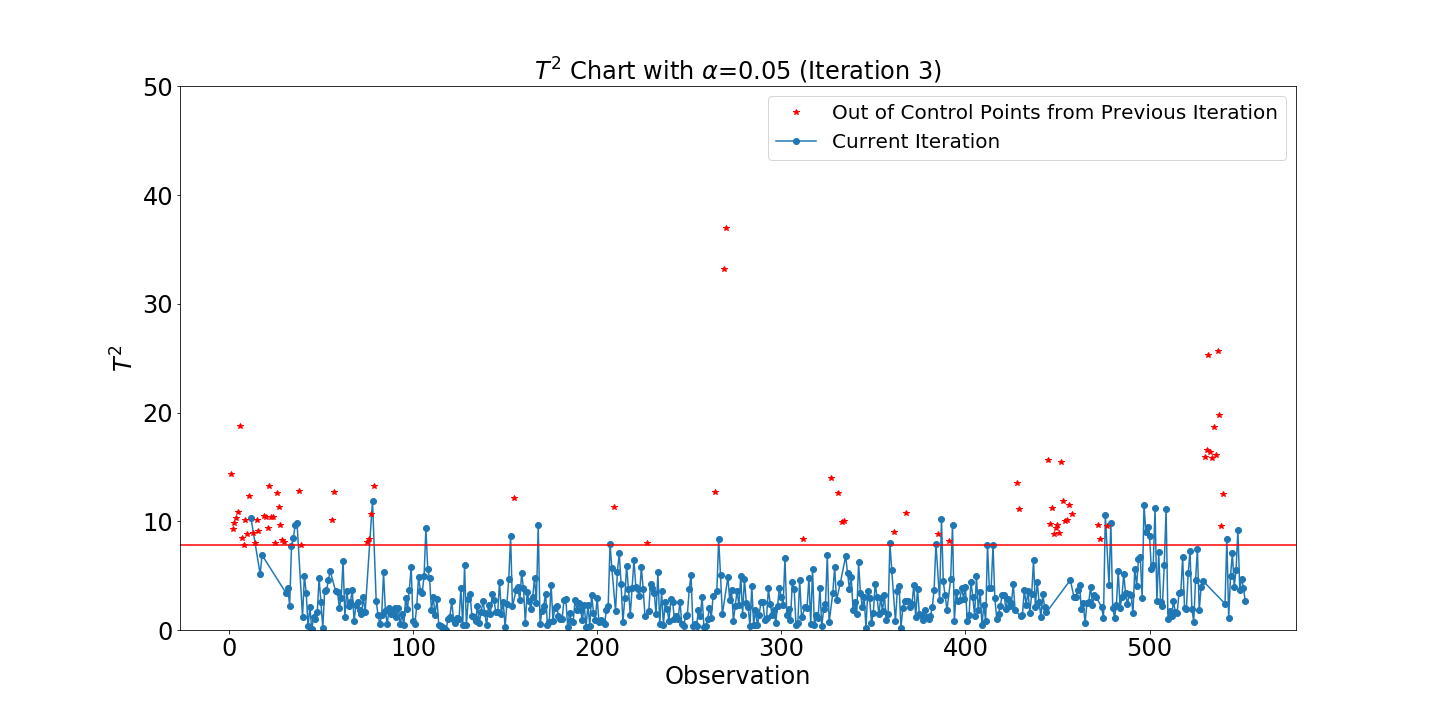 T² Chart with α=0.05 (Iteration 3)
Out of Control Points from Previous Iteration
Current Iteration
T²
50
40
30
20
10
0
0 100 200 300 400 500
Observation